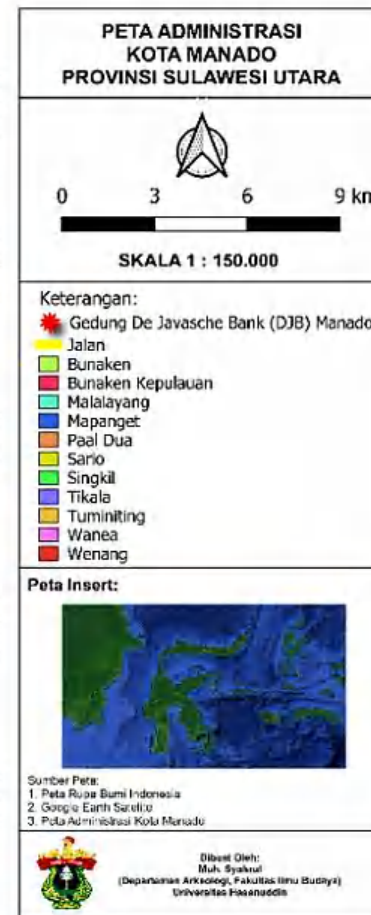 PETA ADMINISTRASI
KOTA MANADO
PROVINSI SULAWESI UTARA
0 3 6 9 km
SKALA 1 : 150.000
Keterangan:
Gedung De Javasche Bank (DJB) Manado
Jalan
Bunaken
Bunaken Kepulauan
Malalayang
Mapanget
Paal Dua
Sario
Singkil
Tikala
Tuminiting
Wanea
Wenang
Peta Insert:
Sumber Peta:
1. Peta Rupa Bumi Indonesia
2. Google Earth Satelite
3. Peta Administrasi Kota Manado
Dibuat Oleh:
Muh. Syahrul
(Departemen Arkeologi, Fakultas Ilmu Budaya)
Universitas Hasanuddin